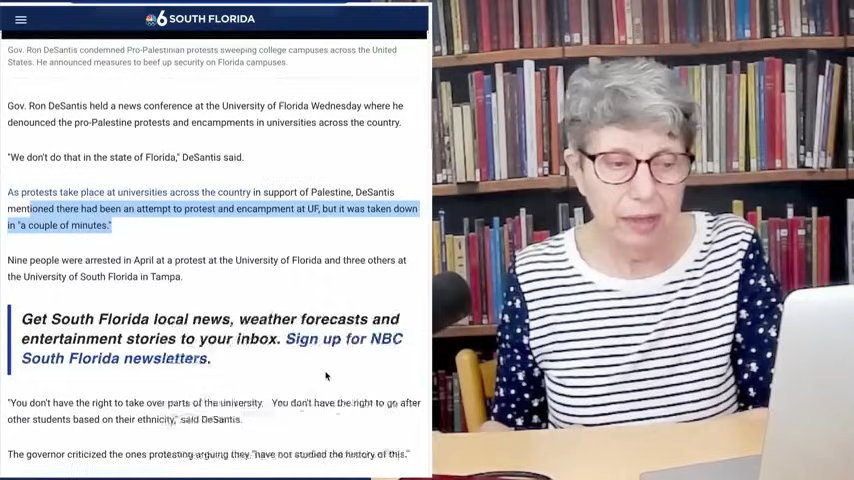 6 SOUTH FLORIDA
Gov. Ron DeSantis condemned Pro-Palestinian protests sweeping college campuses across the United
States. He announced measures to beef up security on Florida campuses.
Gov. Ron DeSantis held a news conference at the University of Florida Wednesday where he
denounced the pro-Palestine protests and encampments in universities across the country.
"We don't do that in the state of Florida," DeSantis said.
As protests take place at universities across the country in support of Palestine, DeSantis
mentioned there had been an attempt to protest and encampment at UF, but it was taken down
in "a couple of minutes."
Nine people were arrested in April at a protest at the University of Florida and three others at
the University of South Florida in Tampa.
Get South Florida local news, weather forecasts and
entertainment stories to your inbox. Sign up for NBC
South Florida newsletters.
"You don't have the right to take over parts of the university. You don't have the right to go after
other students based on their ethnicity," said DeSantis.
The governor criticized the ones protesting arguing they "have not studied the history of this."